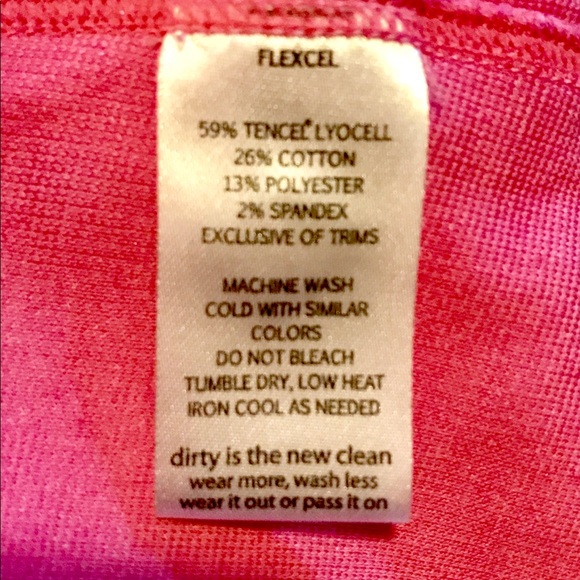 FLEXCEL
59% TENCEL® LYOCELL
26% COTTON
13% POLYESTER
2% SPANDEX
EXCLUSIVE OF TRIMS
MACHINE WASH
COLD WITH SIMILAR
COLORS
DO NOT BLEACH
TUMBLE DRY, LOW HEAT
IRON COOL AS NEEDED
dirty is the new clean
wear more, wash less
wear it out or pass it on